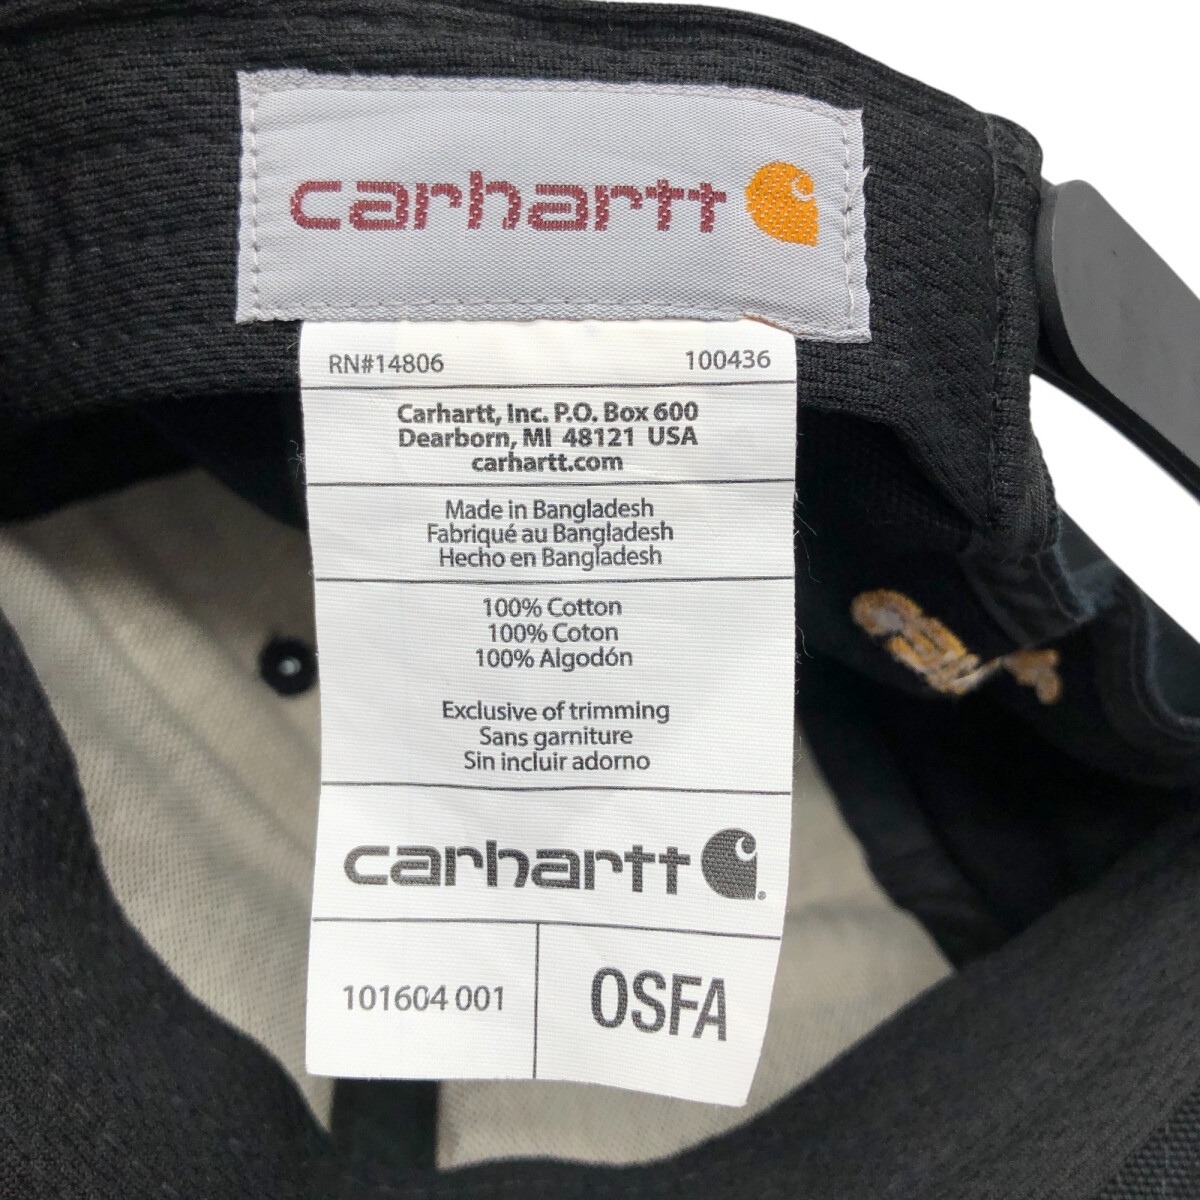 carhartt
RN#14806 100436
Carhartt, Inc. P.O. Box 600
Dearborn, MI 48121 USA
carhartt.com
Made in Bangladesh
Fabriqué au Bangladesh
Hecho en Bangladesh
100% Cotton
100% Coton
100% Algodón
Exclusive of trimming
Sans garniture
Sin incluir adorno
carhartt
101604 001 OSFA